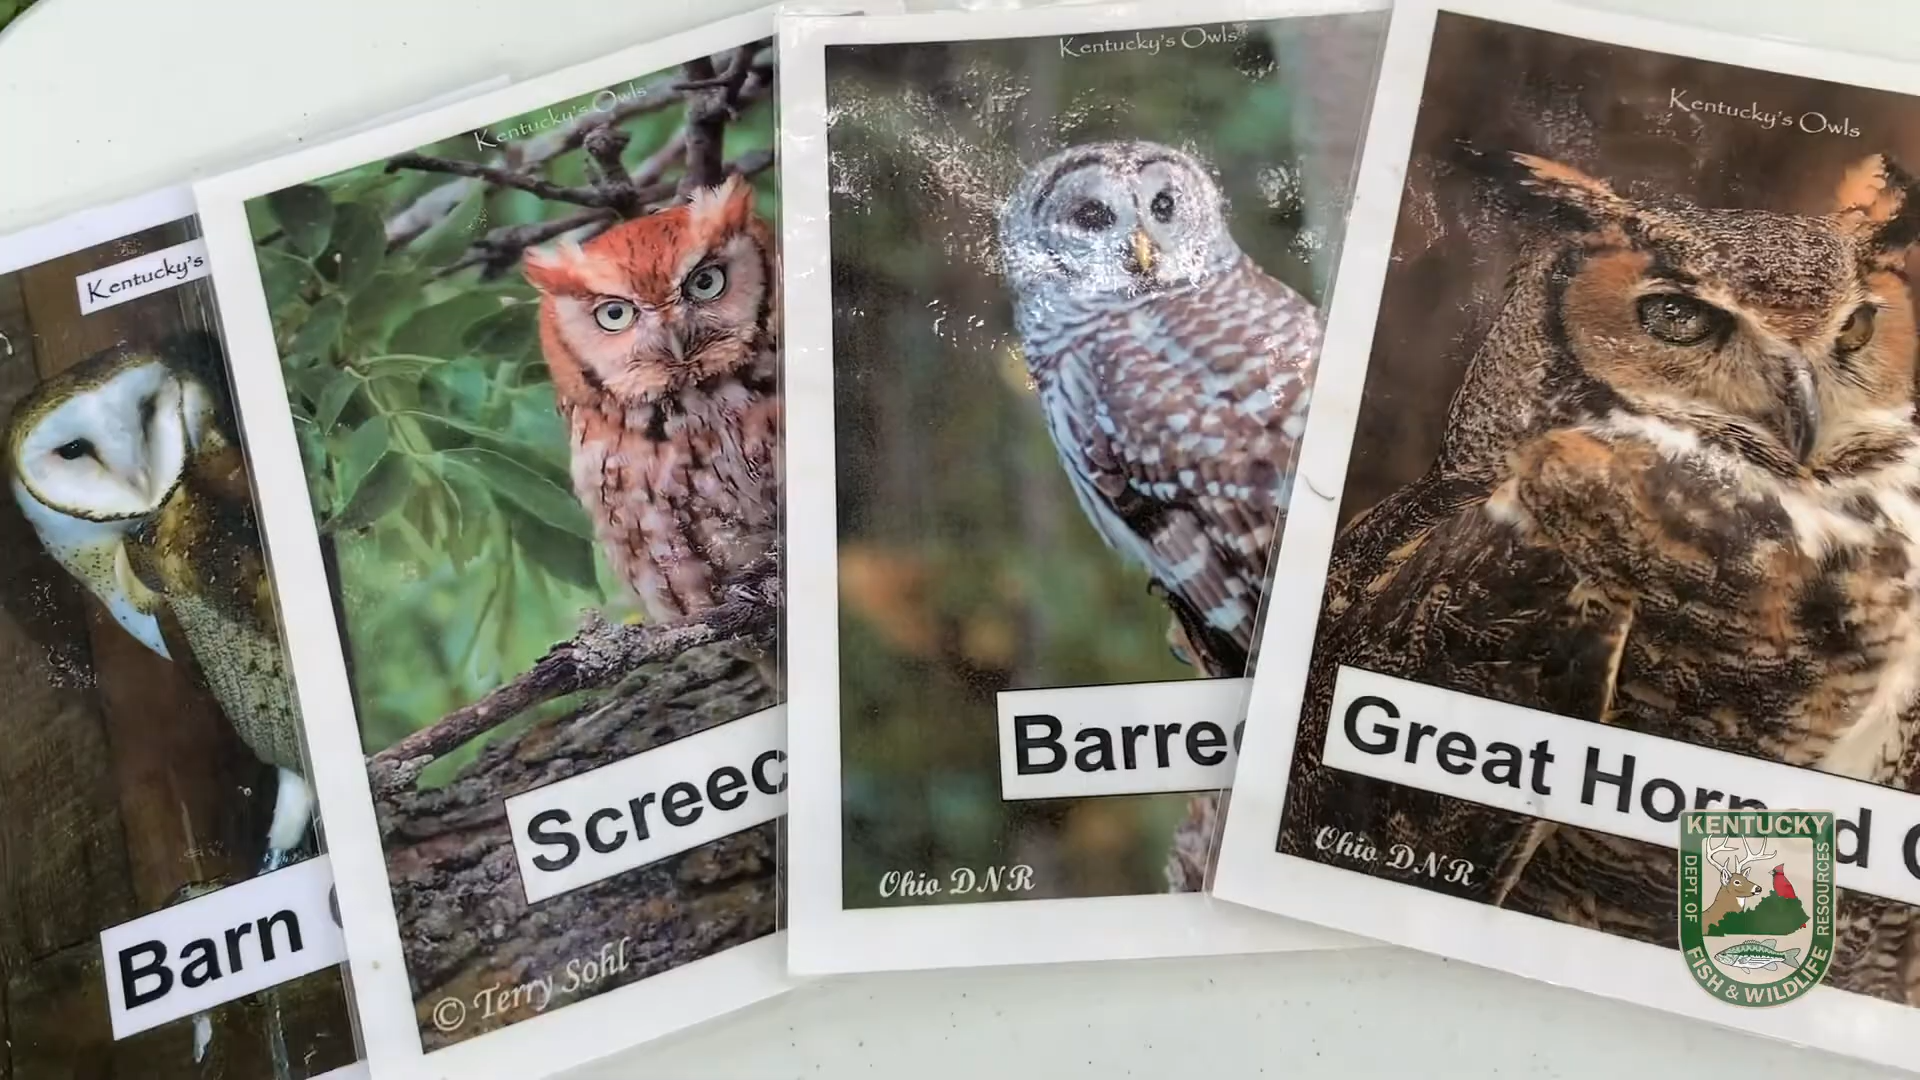 Kentucky's
Barn
Kentucky's Owls
Screec
© Terry Sohl
Kentucky's Owls
Barred
Ohio DNR
Kentucky's Owls
Great Horned O
Ohio DNR
KENTUCKY
DEPT. OF
FISH & WILDLIFE
RESOURCES